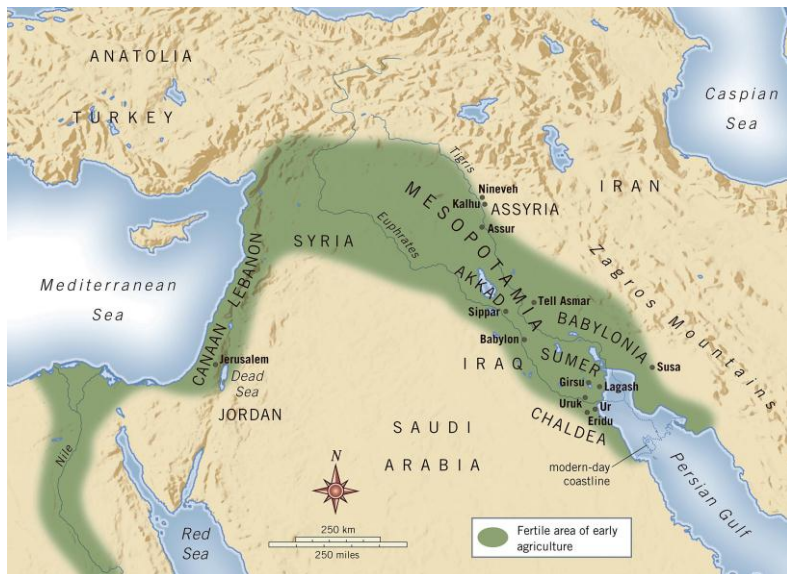 ANATOLIA
TURKEY
Caspian
Sea
Tigris
IRAN
Nineveh
Kalhu
ASSYRIA
MESOPOTAMIA
Assur
Euphrates
SYRIA
LEBANON
Zagros Mountains
AKKAD
Mediterranean
Sea
Tell Asmar
Sippar
BABYLONIA
Babylon
CANAAN
SUMER
Jerusalem
IRAQ
Susa
Dead
Sea
Girsu
Lagash
Uruk
Ur
JORDAN
Eridu
CHALDEA
SAUDI
ARABIA
Nile
N
modern-day
coastline
Persian Gulf
250 km
250 miles
Red
Sea
Fertile area of early
agriculture